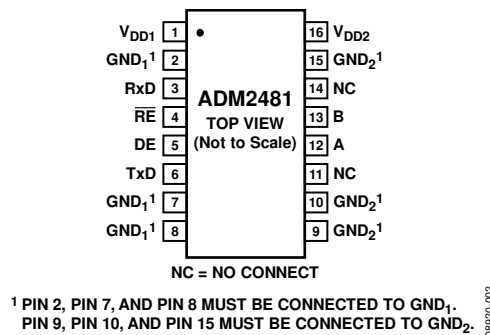 VDD1 1 16 VDD2
GND1¹ 2 15 GND2¹
RxD 3 14 NC
R̅E̅ 4 13 B
DE 5 12 A
TxD 6 11 NC
GND1¹ 7 10 GND2¹
GND1¹ 8 9 GND2¹
ADM2481
TOP VIEW
(Not to Scale)
NC = NO CONNECT
¹ PIN 2, PIN 7, AND PIN 8 MUST BE CONNECTED TO GND1.
PIN 9, PIN 10, AND PIN 15 MUST BE CONNECTED TO GND2.